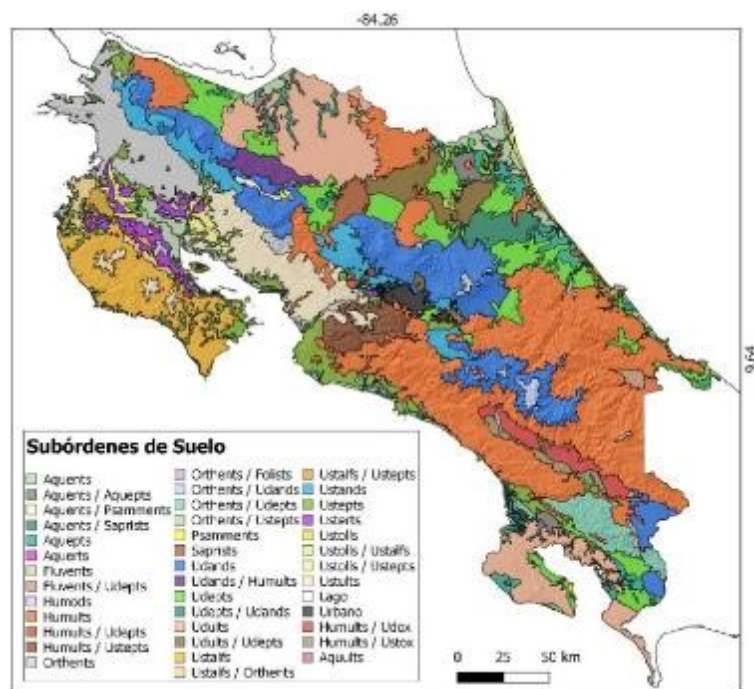 -84.26
9.64
Subórdenes de Suelo
Aquents
Aquents / Aquepts
Aquents / Psamments
Aquents / Saprists
Aquepts
Aquerts
Fluvents
Fluvents / Udepts
Humods
Humults
Humults / Udepts
Humults / Ustepts
Orthents
Orthents / Folists
Orthents / Udands
Orthents / Udepts
Orthents / Ustepts
Psamments
Saprists
Udands
Udands / Humults
Udepts
Udepts / Udands
Udults
Udults / Udepts
Ustalfs
Ustalfs / Orthents
Ustalfs / Ustepts
Ustands
Ustepts
Usterts
Ustolls
Ustolls / Ustalfs
Ustolls / Ustepts
Ustults
Lago
Urbano
Humults / Udox
Humults / Ustox
Aquults
0 25 50 km